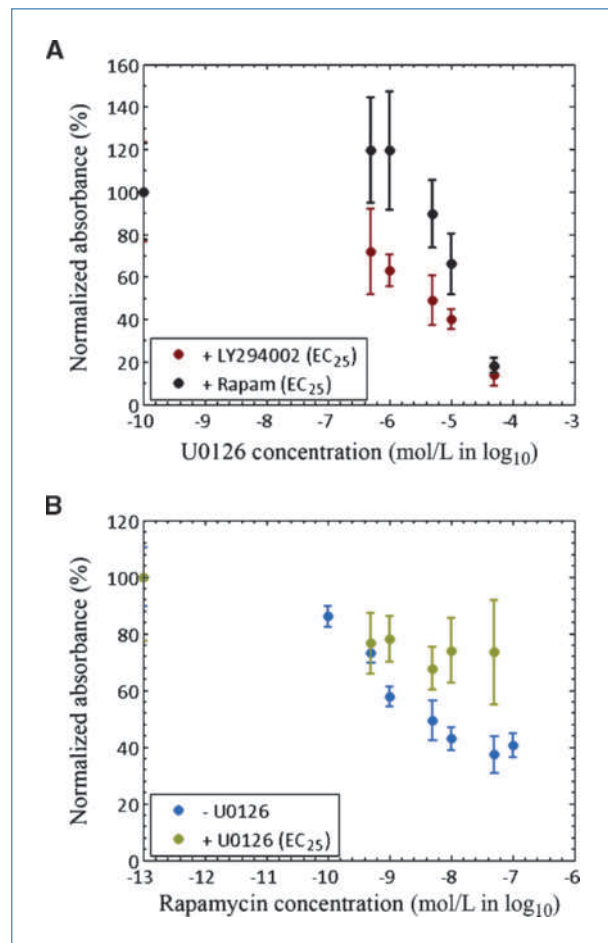 A
160
140
120
100
80
60
40
20
0
Normalized absorbance (%)
+ LY294002 (EC25)
+ Rapam (EC25)
-10 -9 -8 -7 -6 -5 -4 -3
U0126 concentration (mol/L in log10)
B
120
100
80
60
40
20
0
Normalized absorbance (%)
- U0126
+ U0126 (EC25)
-13 -12 -11 -10 -9 -8 -7 -6
Rapamycin concentration (mol/L in log10)